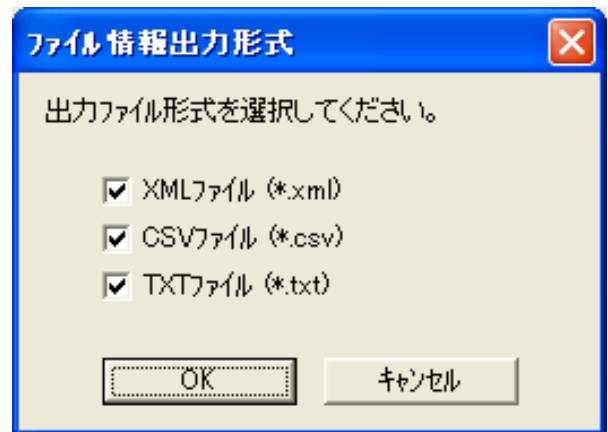 ファイル情報出力形式
出力ファイル形式を選択してください。
XMLファイル (*.xml)
CSVファイル (*.csv)
TXTファイル (*.txt)
OK キャンセル